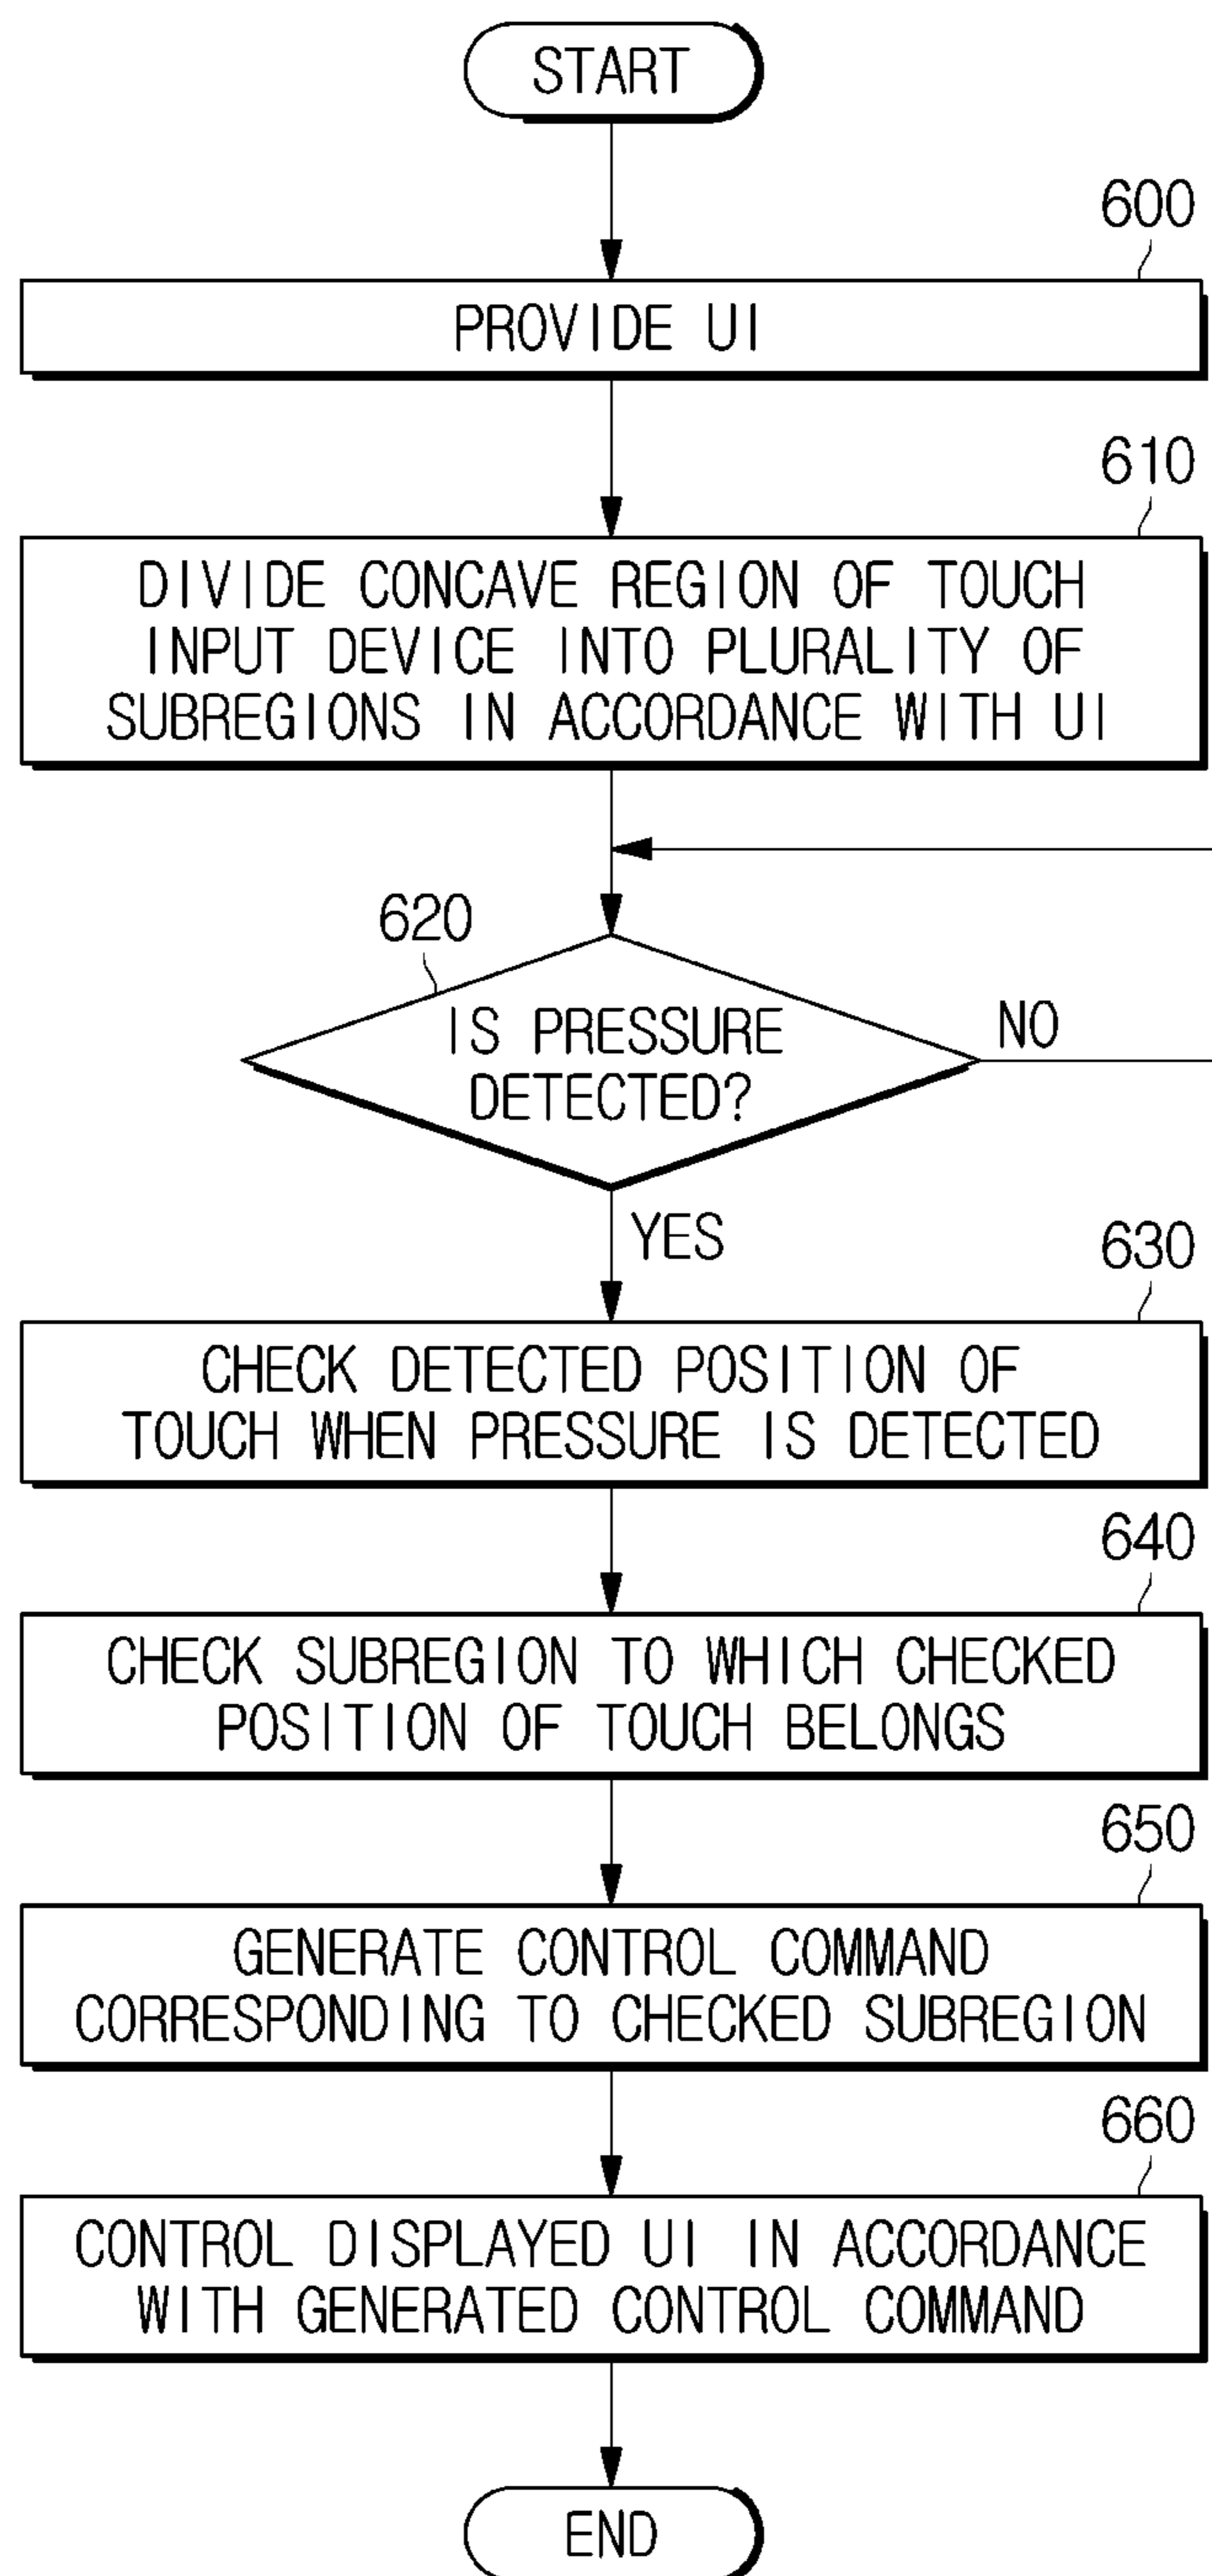 START
600
PROVIDE UI
610
DIVIDE CONCAVE REGION OF TOUCH
INPUT DEVICE INTO PLURALITY OF
SUBREGIONS IN ACCORDANCE WITH UI
620
IS PRESSURE
DETECTED?
NO
YES
630
CHECK DETECTED POSITION OF
TOUCH WHEN PRESSURE IS DETECTED
640
CHECK SUBREGION TO WHICH CHECKED
POSITION OF TOUCH BELONGS
650
GENERATE CONTROL COMMAND
CORRESPONDING TO CHECKED SUBREGION
660
CONTROL DISPLAYED UI IN ACCORDANCE
WITH GENERATED CONTROL COMMAND
END